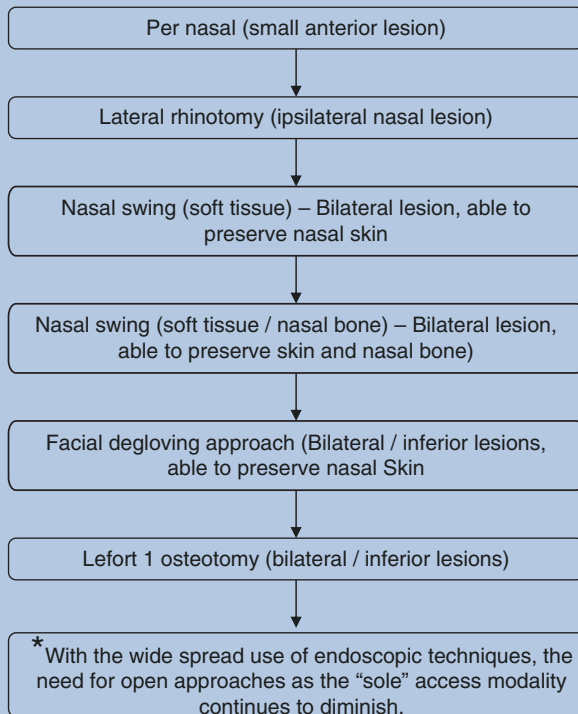 Per nasal (small anterior lesion)
Lateral rhinotomy (ipsilateral nasal lesion)
Nasal swing (soft tissue) – Bilateral lesion, able to
preserve nasal skin
Nasal swing (soft tissue / nasal bone) – Bilateral lesion,
able to preserve skin and nasal bone)
Facial degloving approach (Bilateral / inferior lesions,
able to preserve nasal Skin
Lefort 1 osteotomy (bilateral / inferior lesions)
*With the wide spread use of endoscopic techniques, the
need for open approaches as the “sole” access modality
continues to diminish.